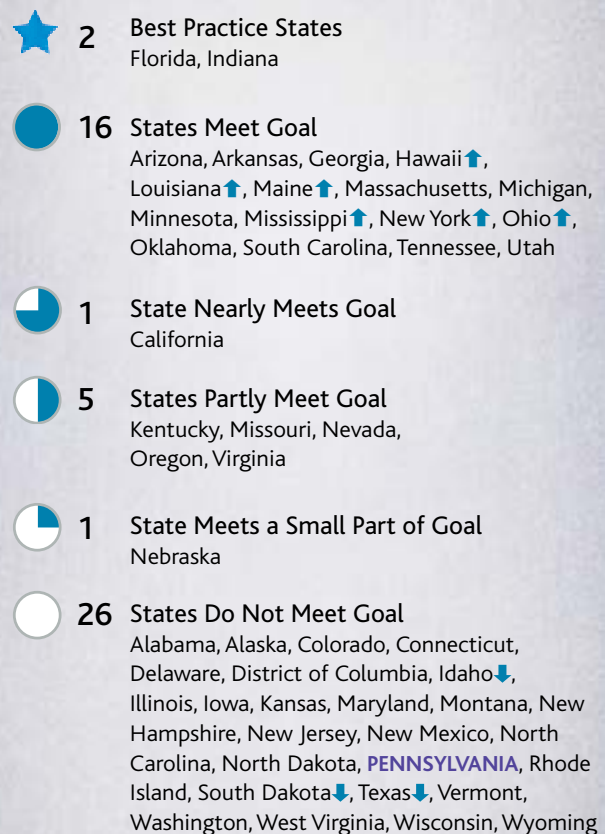 2 Best Practice States
Florida, Indiana
16 States Meet Goal
Arizona, Arkansas, Georgia, Hawaii⬆,
Louisiana⬆, Maine⬆, Massachusetts, Michigan,
Minnesota, Mississippi⬆, New York⬆, Ohio⬆,
Oklahoma, South Carolina, Tennessee, Utah
1 State Nearly Meets Goal
California
5 States Partly Meet Goal
Kentucky, Missouri, Nevada,
Oregon, Virginia
1 State Meets a Small Part of Goal
Nebraska
26 States Do Not Meet Goal
Alabama, Alaska, Colorado, Connecticut,
Delaware, District of Columbia, Idaho⬇,
Illinois, Iowa, Kansas, Maryland, Montana, New
Hampshire, New Jersey, New Mexico, North
Carolina, North Dakota, PENNSYLVANIA, Rhode
Island, South Dakota⬇, Texas⬇, Vermont,
Washington, West Virginia, Wisconsin, Wyoming